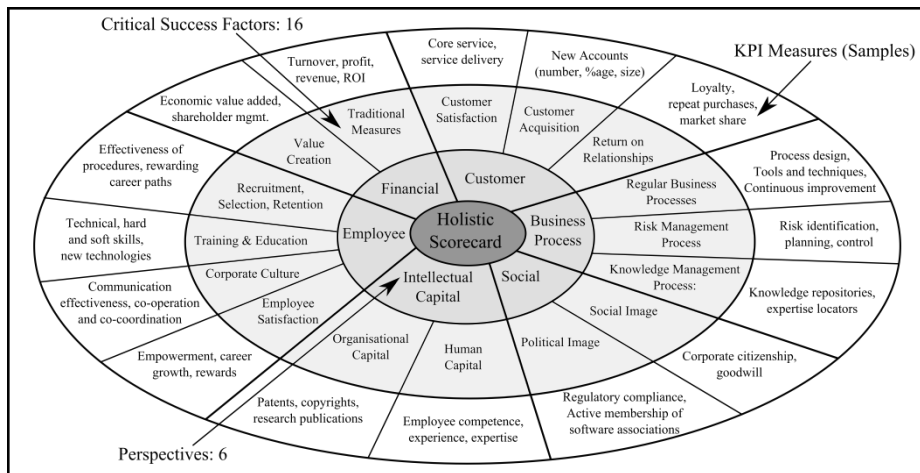 Critical Success Factors: 16
KPI Measures (Samples)
Perspectives: 6
Holistic
Scorecard
Financial
Customer
Business
Process
Social
Intellectual
Capital
Employee
Value
Creation
Traditional
Measures
Customer
Satisfaction
Customer
Acquisition
Return on
Relationships
Regular Business
Processes
Risk Management
Process
Knowledge Management
Process:
Social Image
Political Image
Human
Capital
Organisational
Capital
Employee
Satisfaction
Corporate Culture
Training & Education
Recruitment,
Selection, Retention
Economic value added,
shareholder mgmt.
Turnover, profit,
revenue, ROI
Core service,
service delivery
New Accounts
(number, %age, size)
Loyalty,
repeat purchases,
market share
Process design,
Tools and techniques,
Continuous improvement
Risk identification,
planning, control
Knowledge repositories,
expertise locators
Corporate citizenship,
goodwill
Regulatory compliance,
Active membership of
software associations
Employee competence,
experience, expertise
Patents, copyrights,
research publications
Empowerment, career
growth, rewards
Communication
effectiveness, co-operation
and co-coordination
Technical, hard
and soft skills,
new technologies
Effectiveness of
procedures, rewarding
career paths